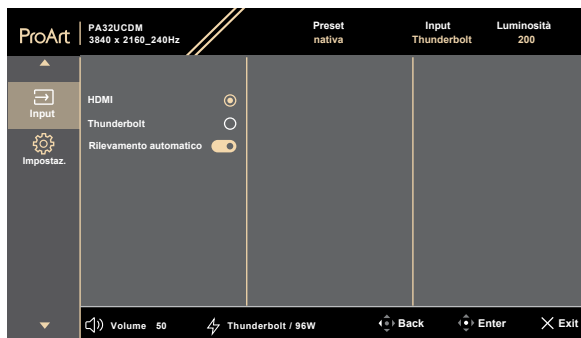 ProArt
PA32UCDM
3840 x 2160_240Hz
Preset
nativa
Input
Thunderbolt
Luminosità
200
Input
Impostaz.
HDMI
Thunderbolt
Rilevamento automatico
Volume 50
Thunderbolt / 96W
Back
Enter
Exit